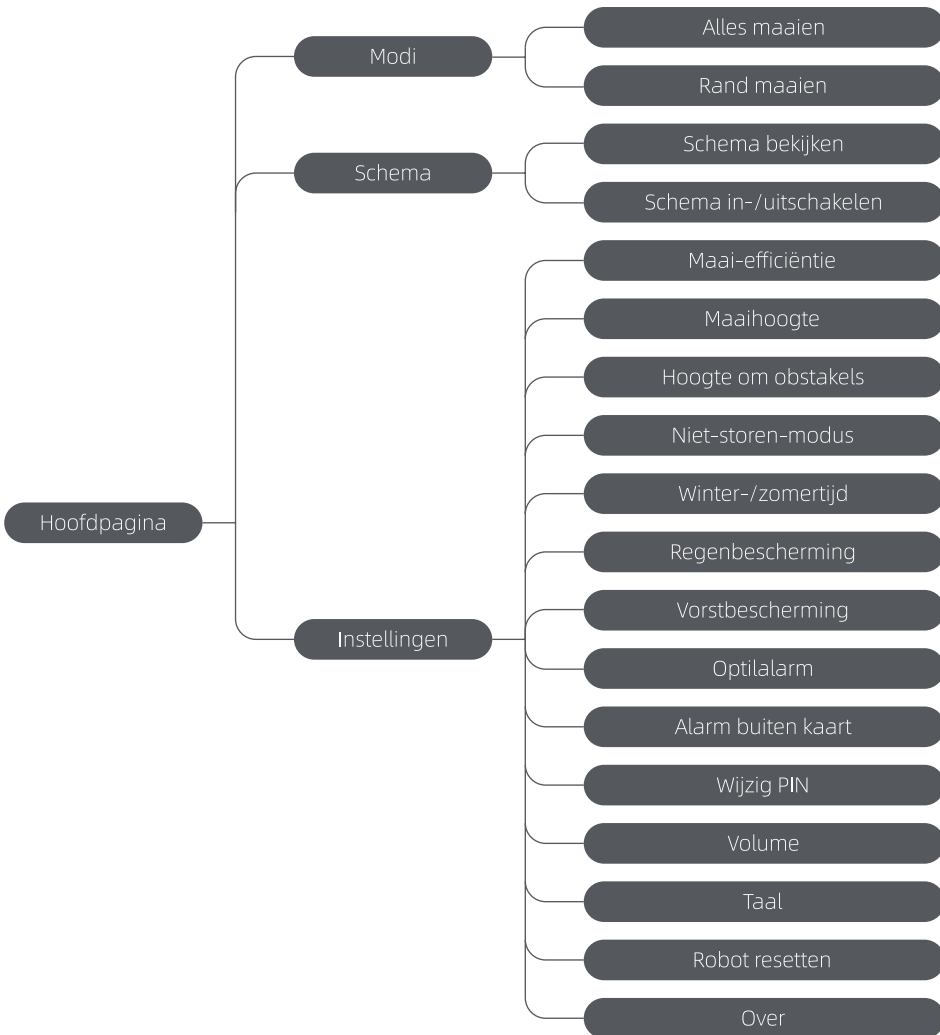 Alles maaien
Modi
Rand maaien
Schema bekijken
Schema
Schema in-/uitschakelen
Maai-efficiëntie
Maaihoogte
Hoogte om obstakels
Niet-storen-modus
Winter-/zomertijd
Hoofdpagina
Regenbescherming
Vorstbescherming
Instellingen
Optilalarm
Alarm buiten kaart
Wijzig PIN
Volume
Taal
Robot resetten
Over